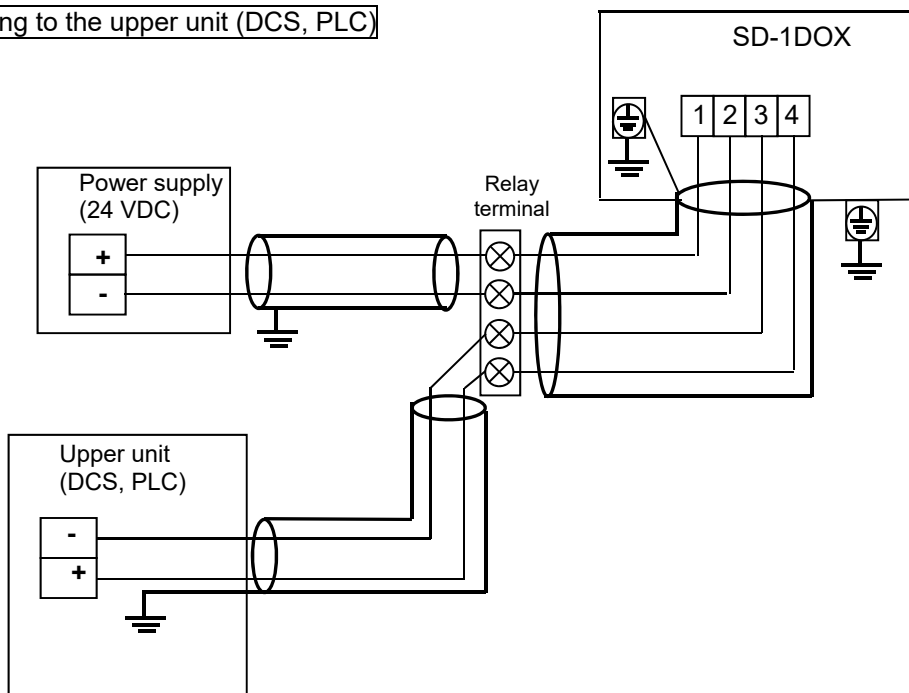 ng to the upper unit (DCS, PLC)
SD-1DOX
1 2 3 4
Power supply
(24 VDC)
+
-
Relay
terminal
Upper unit
(DCS, PLC)
-
+